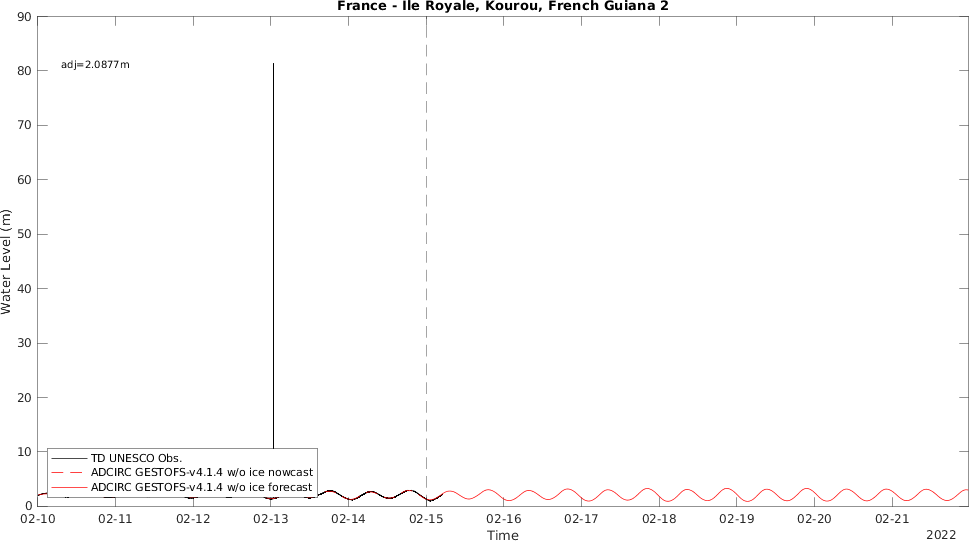 France - Ile Royale, Kourou, French Guiana 2
90
80
70
60
50
40
30
20
10
0
Water Level (m)
adj=2.0877m
TD UNESCO Obs.
ADCIRC GESTOFS-v4.1.4 w/o ice nowcast
ADCIRC GESTOFS-v4.1.4 w/o ice forecast
02-10 02-11 02-12 02-13 02-14 02-15 02-16 02-17 02-18 02-19 02-20 02-21
Time
2022